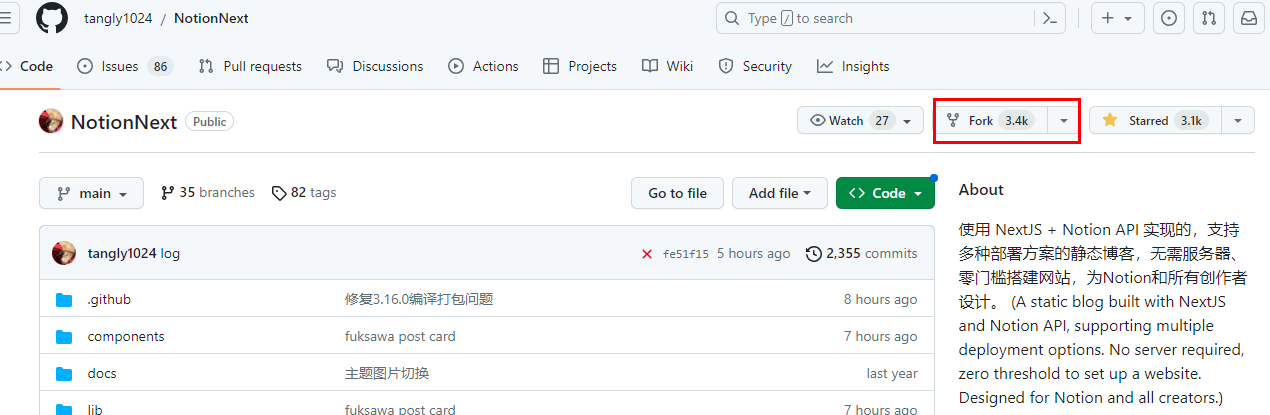 tangly1024 / NotionNext Type / to search
Code Issues 86 Pull requests Discussions Actions Projects Wiki Security Insights
NotionNext Public Watch 27 Fork 3.4k Starred 3.1k
main 35 branches 82 tags Go to file Add file Code
tangly1024 log fe51f15 5 hours ago 2,355 commits
.github 修复3.16.0编译打包问题 8 hours ago
components fuksawa post card 7 hours ago
docs 主题图片切换 last year
lib fuksawa post card 7 hours ago
About
使用 NextJS + Notion API 实现的，支持
多种部署方案的静态博客，无需服务器、
零门槛搭建网站，为Notion和所有创作者
设计。 (A static blog built with NextJS
and Notion API, supporting multiple
deployment options. No server required,
zero threshold to set up a website.
Designed for Notion and all creators.)